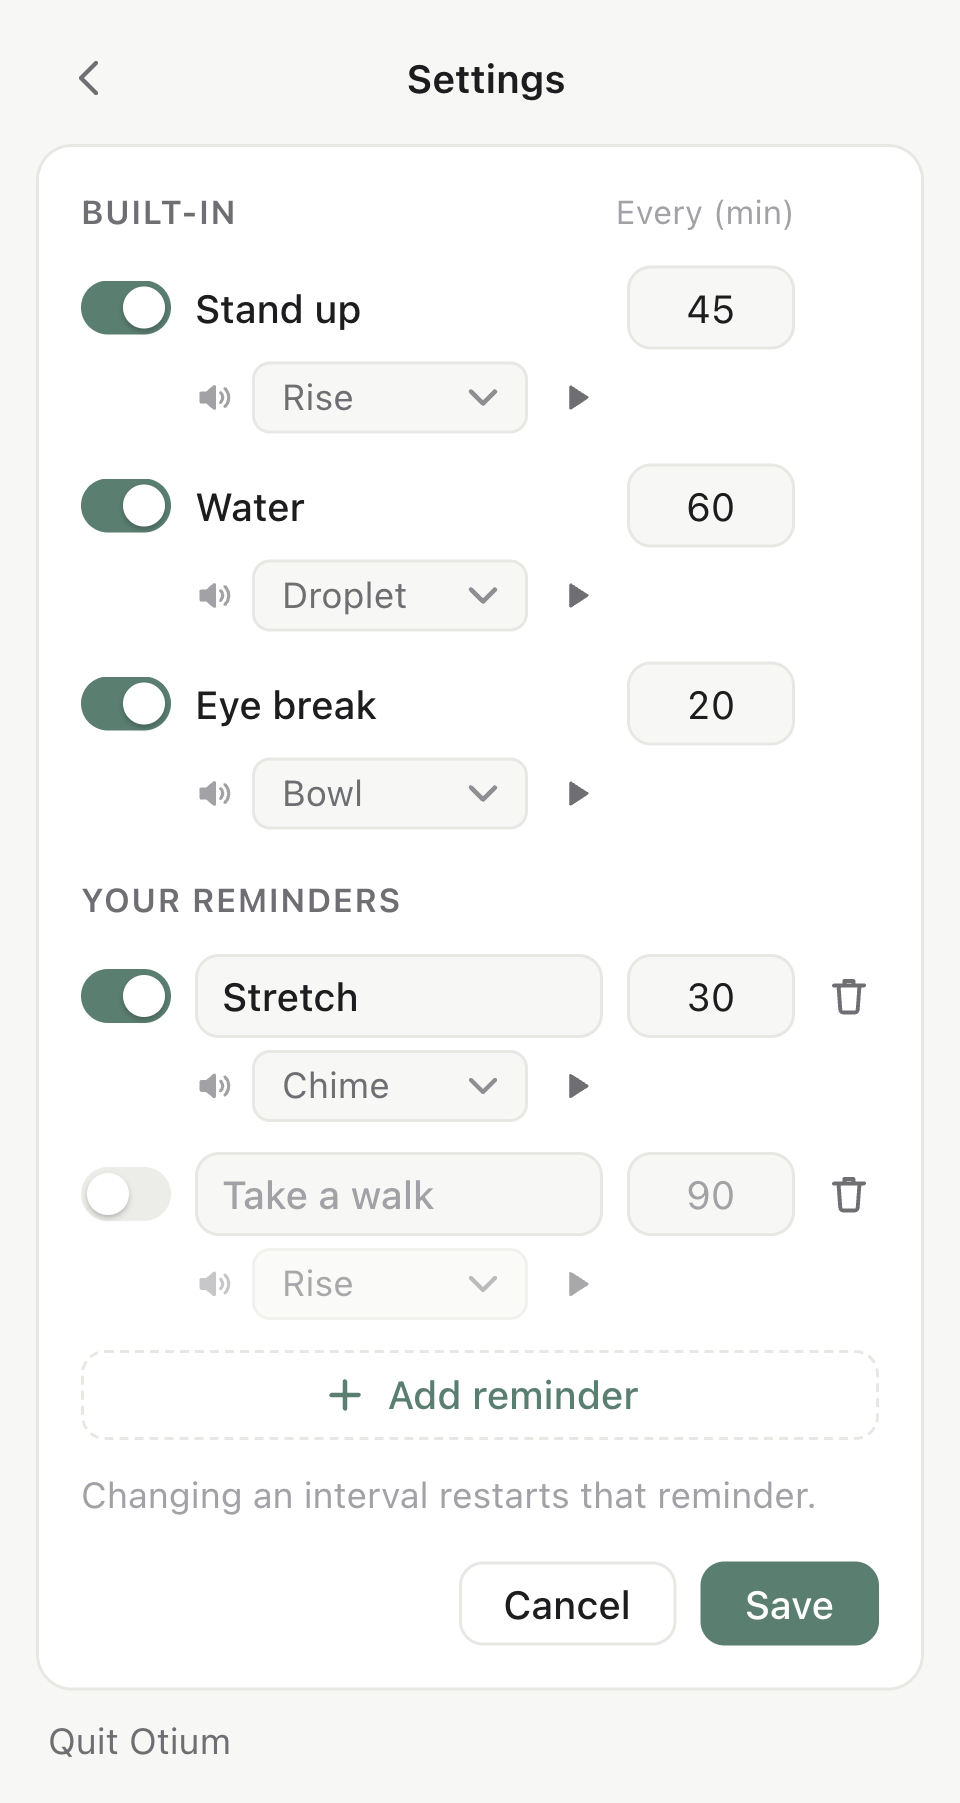 Settings
BUILT-IN Every (min)
Stand up 45
Rise
Water 60
Droplet
Eye break 20
Bowl
YOUR REMINDERS
Stretch 30
Chime
Take a walk 90
Rise
+ Add reminder
Changing an interval restarts that reminder.
Cancel Save
Quit Otium